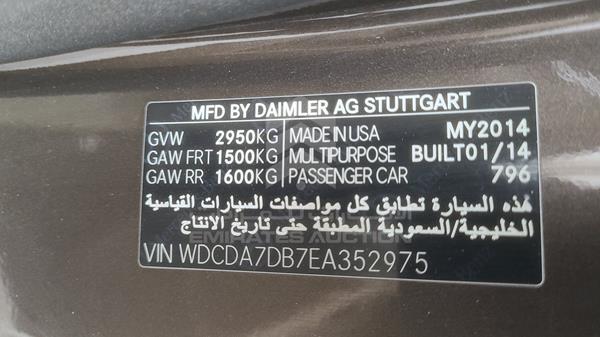 MFD BY DAIMLER AG STUTTGART
GVW 2950KG MADE IN USA MY2014
GAW FRT 1500KG MULTIPURPOSE BUILT01/14
GAW RR 1600KG PASSENGER CAR 796
هذه السيارة تطابق كل مواصفات السيارات القياسية
الخليجية/السعودية المطبقة حتى تاريخ الانتاج
EMIRATES AUCTION
VIN WDCDA7DB7EA352975